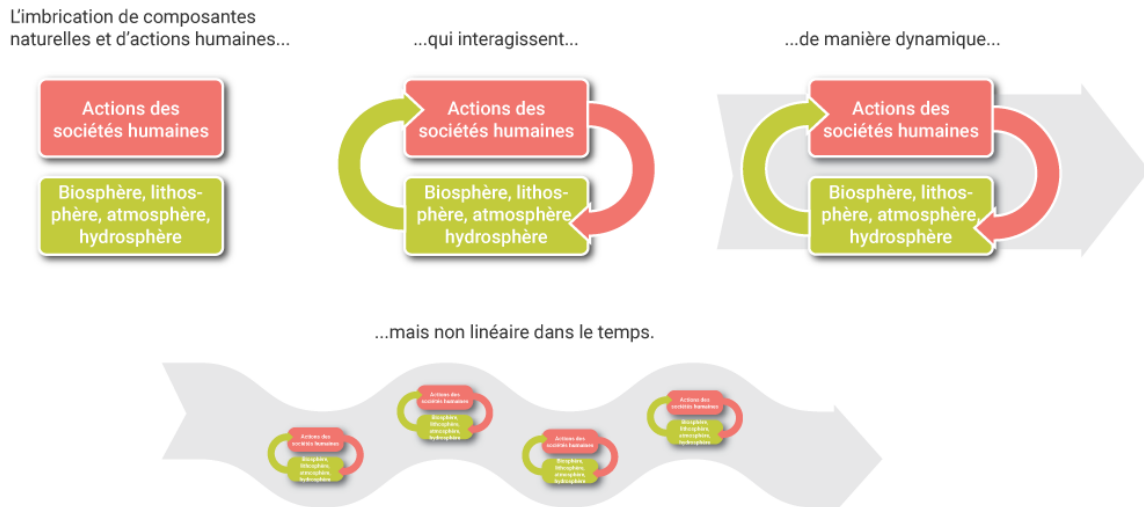 L'imbrication de composantes
naturelles et d'actions humaines...
...qui interagissent...
...de manière dynamique...
Actions des
sociétés humaines
Biosphère, lithos-
phère, atmosphère,
hydrosphère
Actions des
sociétés humaines
Biosphère, lithos-
phère, atmosphère,
hydrosphère
Actions des
sociétés humaines
Biosphère, lithos-
phère, atmosphère,
hydrosphère
...mais non linéaire dans le temps.
Actions des
sociétés humaines
Biosphère,
lithosphère,
atmosphère,
hydrosphère
Actions des
sociétés humaines
Biosphère,
lithosphère,
atmosphère,
hydrosphère
Actions des
sociétés humaines
Biosphère,
lithosphère,
atmosphère,
hydrosphère
Actions des
sociétés humaines
Biosphère,
lithosphère,
atmosphère,
hydrosphère